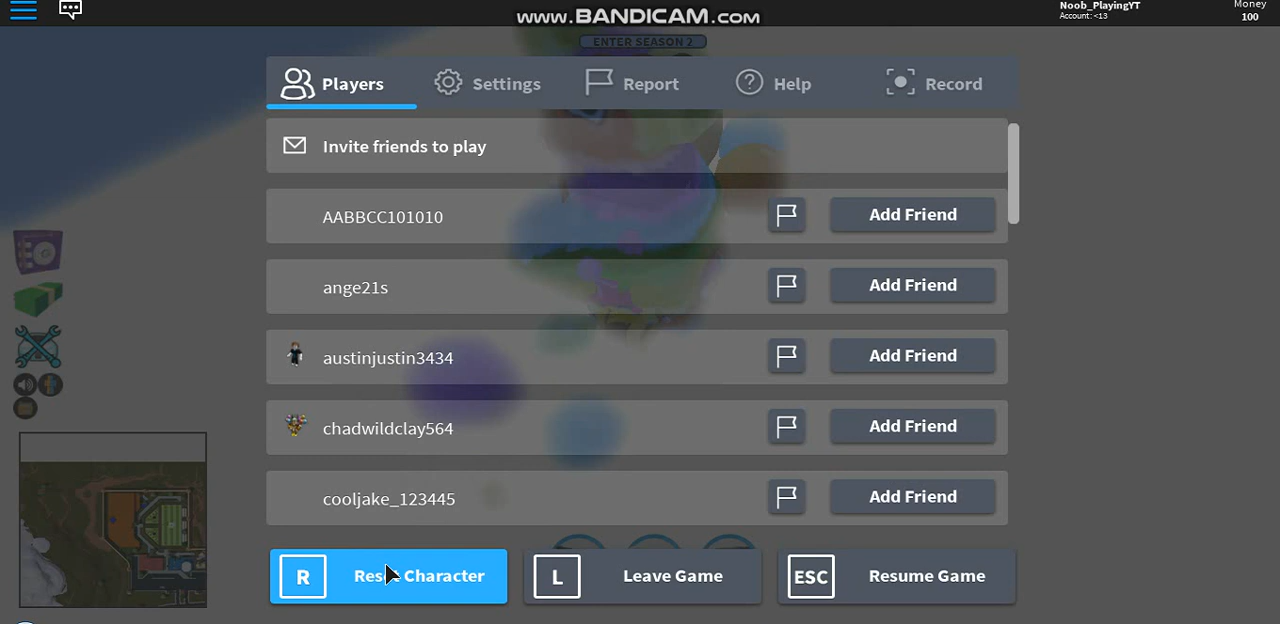 www.BANDICAM.com
Noob_PlayingYT
Account: <13
Money
100
ENTER SEASON 2
Players
Settings
Report
Help
Record
Invite friends to play
AABBCC101010
Add Friend
ange21s
Add Friend
austinjustin3434
Add Friend
chadwildclay564
Add Friend
cooljake_123445
Add Friend
R
Reset Character
L
Leave Game
ESC
Resume Game